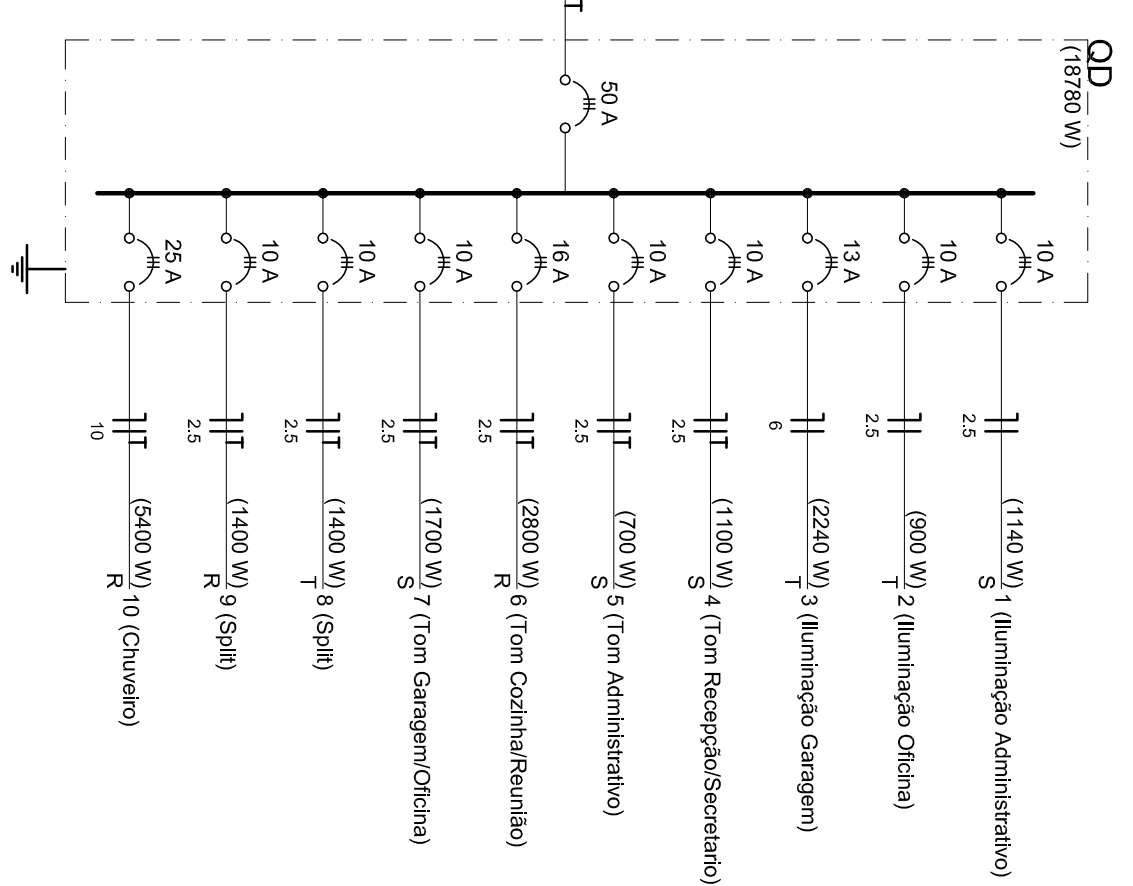 QD
(18780 W)
50 A
10 A
2.5
(1140 W)
S
1 (Iluminação Administrativo)
10 A
2.5
(900 W)
T
2 (Iluminação Oficina)
13 A
6
(2240 W)
T
3 (Iluminação Garagem)
10 A
2.5
(1100 W)
S
4 (Tom Recepção/Secretario)
10 A
2.5
(700 W)
S
5 (Tom Administrativo)
16 A
2.5
(2800 W)
R
6 (Tom Cozinha/Reunião)
10 A
2.5
(1700 W)
S
7 (Tom Garagem/Oficina)
10 A
2.5
(1400 W)
T
8 (Split)
10 A
2.5
(1400 W)
R
9 (Split)
25 A
10
(5400 W)
R
10 (Chuveiro)